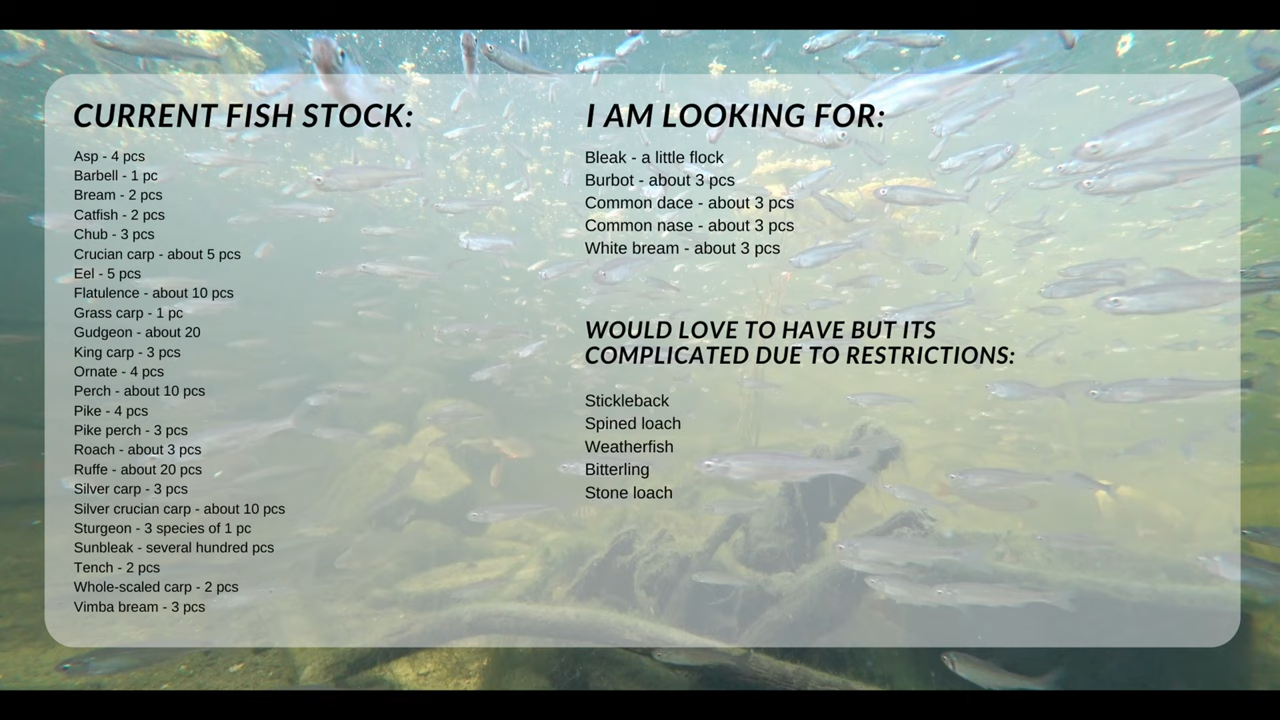 CURRENT FISH STOCK:
Asp - 4 pcs
Barbell - 1 pc
Bream - 2 pcs
Catfish - 2 pcs
Chub - 3 pcs
Crucian carp - about 5 pcs
Eel - 5 pcs
Flatulence - about 10 pcs
Grass carp - 1 pc
Gudgeon - about 20
King carp - 3 pcs
Ornate - 4 pcs
Perch - about 10 pcs
Pike - 4 pcs
Pike perch - 3 pcs
Roach - about 3 pcs
Ruffe - about 20 pcs
Silver carp - 3 pcs
Silver crucian carp - about 10 pcs
Sturgeon - 3 species of 1 pc
Sunbleak - several hundred pcs
Tench - 2 pcs
Whole-scaled carp - 2 pcs
Vimba bream - 3 pcs
I AM LOOKING FOR:
Bleak - a little flock
Burbot - about 3 pcs
Common dace - about 3 pcs
Common nase - about 3 pcs
White bream - about 3 pcs
WOULD LOVE TO HAVE BUT ITS
COMPLICATED DUE TO RESTRICTIONS:
Stickleback
Spined loach
Weatherfish
Bitterling
Stone loach